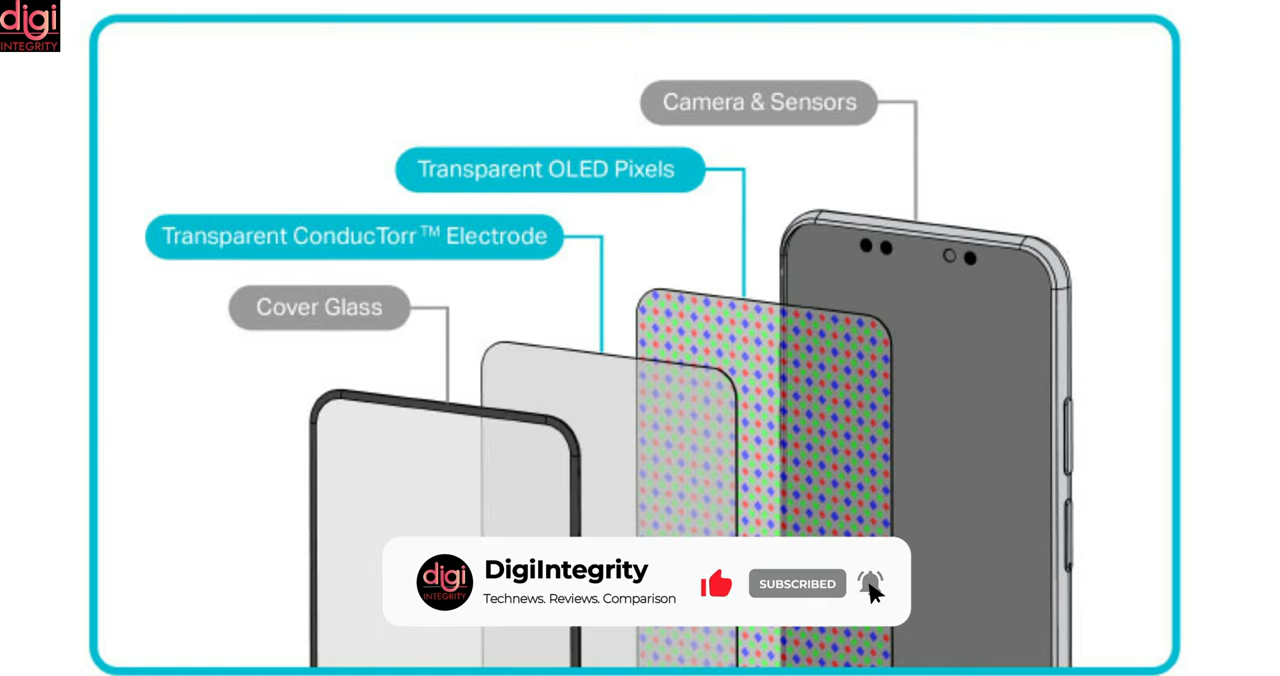 digi
INTEGRITY
Camera & Sensors
Transparent OLED Pixels
Transparent ConducTorr™ Electrode
Cover Glass
digi
INTEGRITY
DigiIntegrity
Technews. Reviews. Comparison
SUBSCRIBED